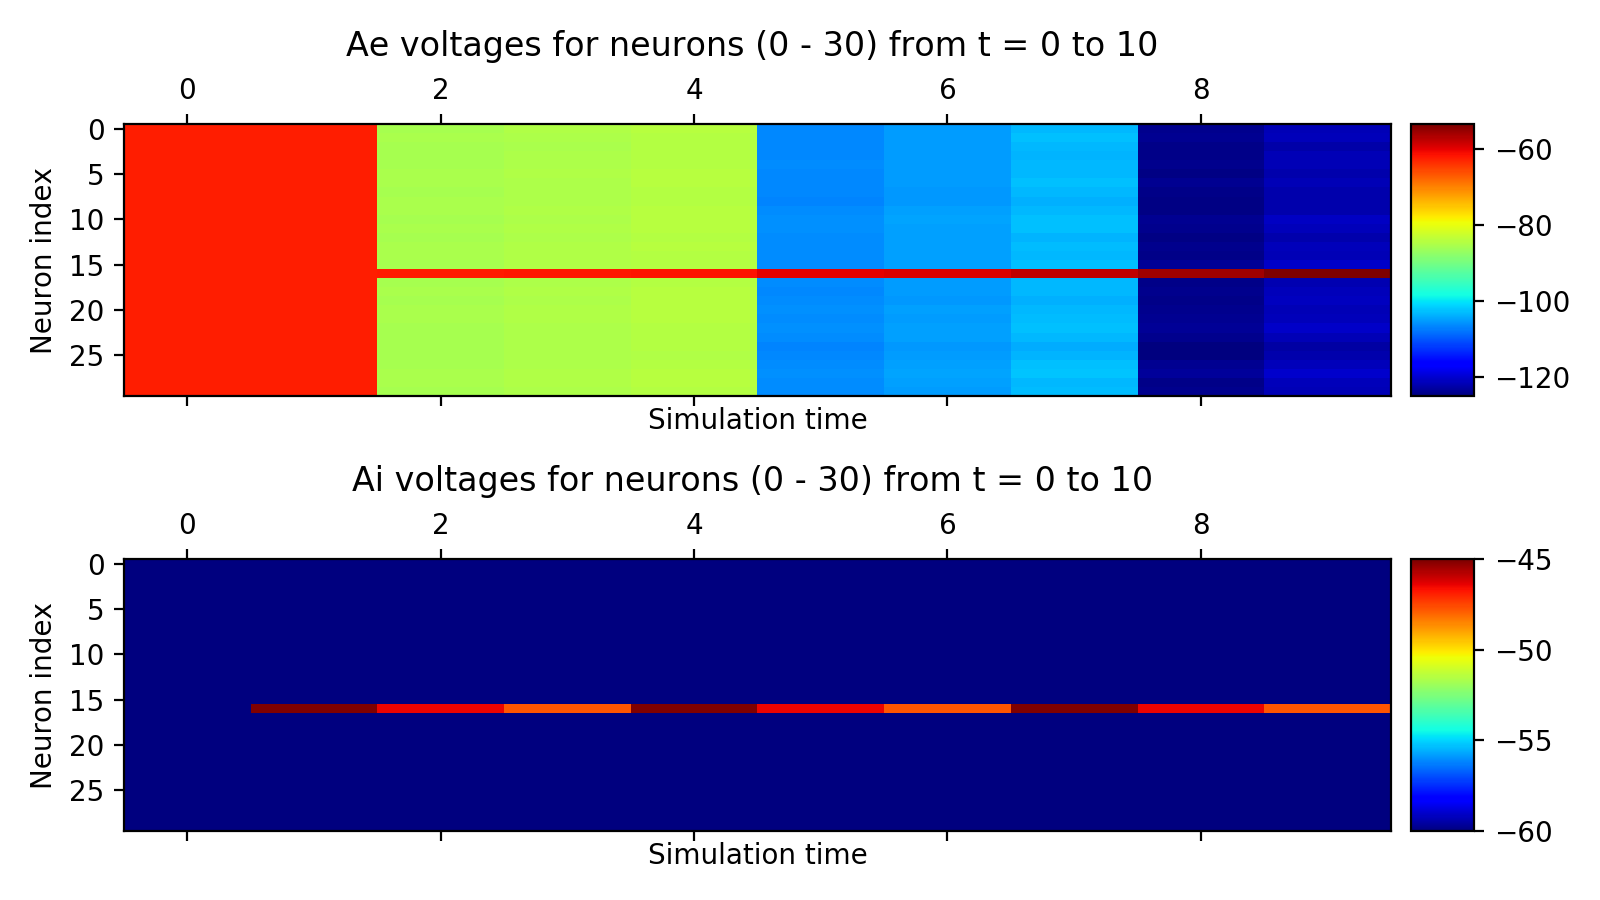 Ae voltages for neurons (0 - 30) from t = 0 to 10
0 2 4 6 8
Neuron index
0
5
10
15
20
25
−60
−80
−100
−120
Simulation time
Ai voltages for neurons (0 - 30) from t = 0 to 10
0 2 4 6 8
Neuron index
0
5
10
15
20
25
−45
−50
−55
−60
Simulation time